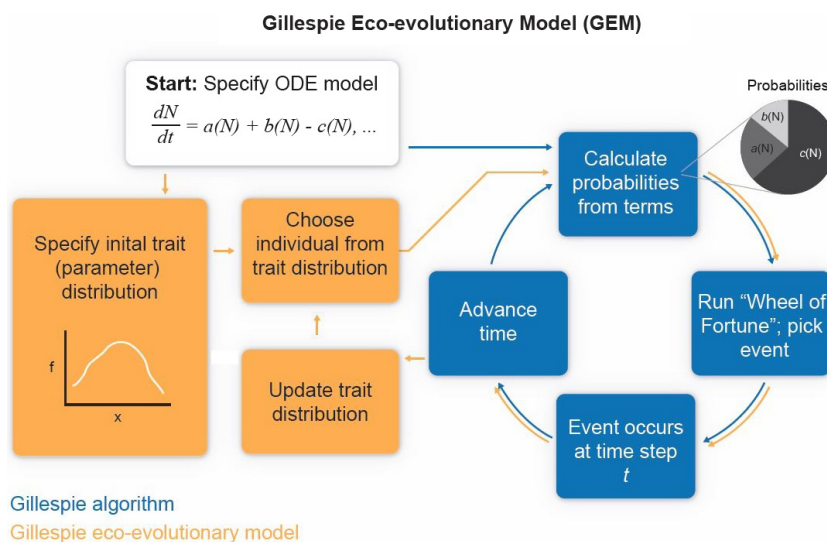 Gillespie Eco-evolutionary Model (GEM)
Start: Specify ODE model
dN/dt = a(N) + b(N) - c(N), ...
Probabilities
b(N)
a(N)
c(N)
Calculate
probabilities
from terms
Specify inital trait
(parameter)
distribution
f
x
Choose
individual from
trait distribution
Advance
time
Run “Wheel of
Fortune”; pick
event
Update trait
distribution
Event occurs
at time step
t
Gillespie algorithm
Gillespie eco-evolutionary model